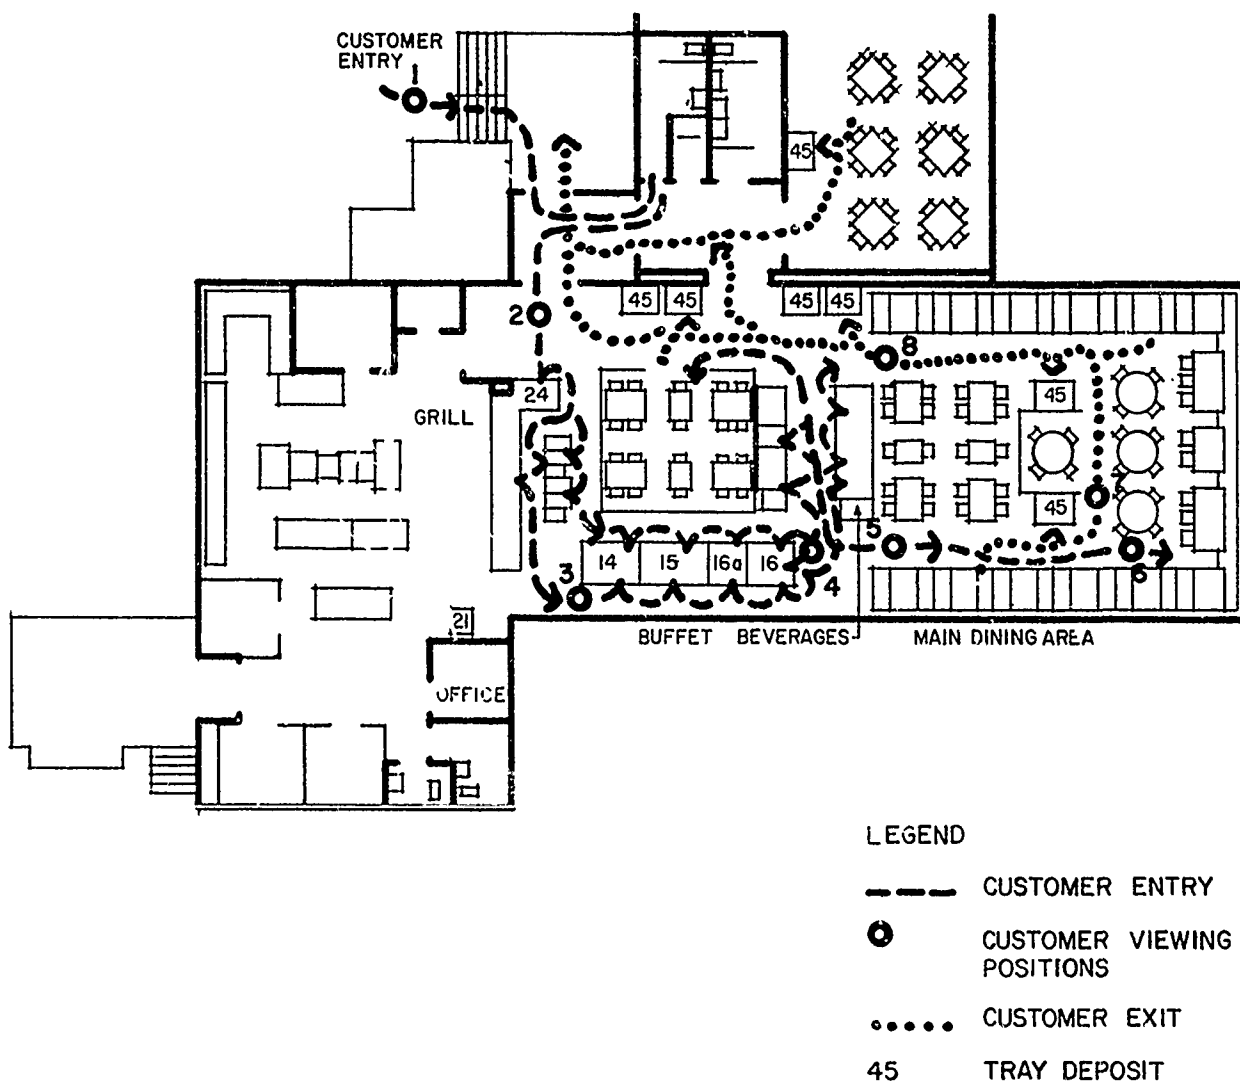 CUSTOMER
ENTRY
45
2
45
45
45
45
8
24
GRILL
45
7
45
5
3
14
15
16a
16
4
6
21
BUFFET
BEVERAGES
MAIN DINING AREA
OFFICE
LEGEND
CUSTOMER ENTRY
CUSTOMER VIEWING
POSITIONS
CUSTOMER EXIT
45 TRAY DEPOSIT